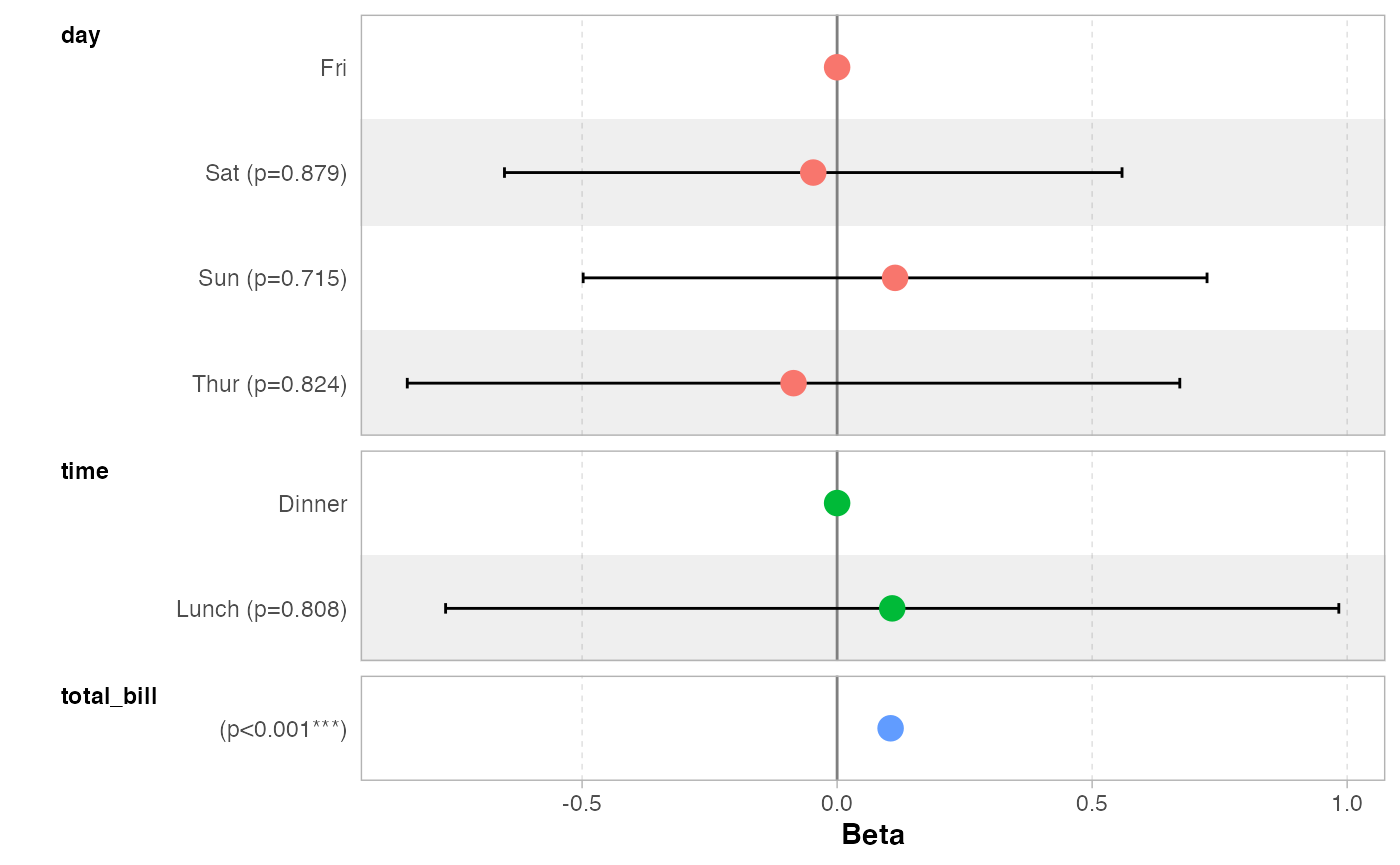 day
Fri
Sat (p=0.879)
Sun (p=0.715)
Thur (p=0.824)
time
Dinner
Lunch (p=0.808)
total_bill
(p<0.001***)
-0.5 0.0 0.5 1.0
Beta